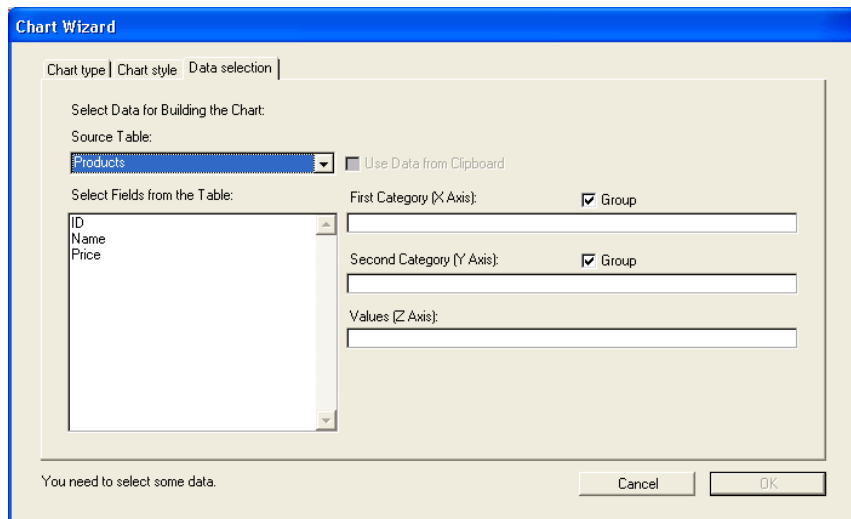 Chart Wizard
Chart type Chart style Data selection
Select Data for Building the Chart:
Source Table:
Products Use Data from Clipboard
Select Fields from the Table: First Category (X Axis): Group
ID
Name
Price
Second Category (Y Axis): Group
Values (Z Axis):
You need to select some data. Cancel OK